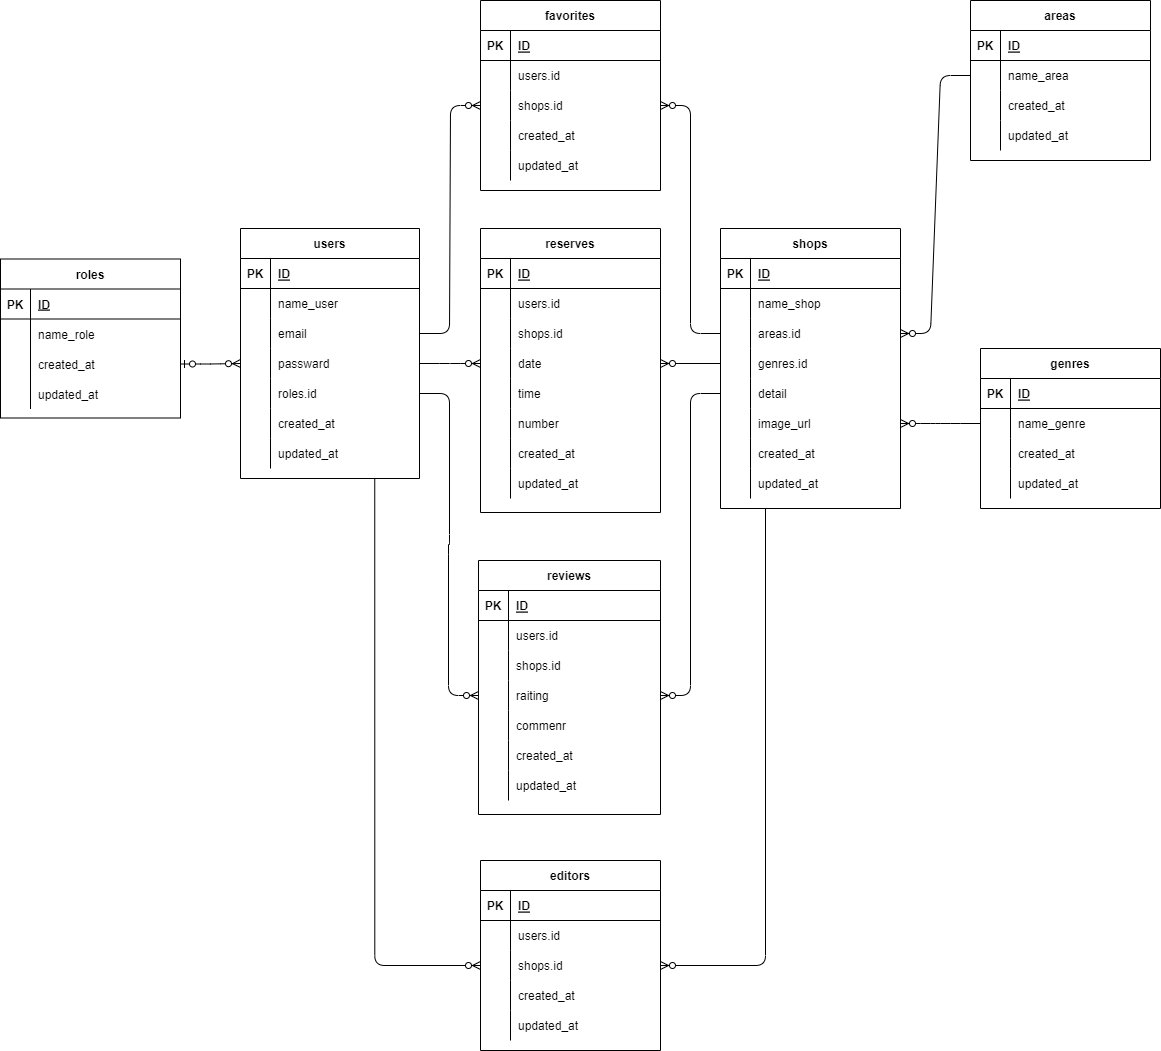 favorites
PK ID
users.id
shops.id
created_at
updated_at
areas
PK ID
name_area
created_at
updated_at
roles
PK ID
name_role
created_at
updated_at
users
PK ID
name_user
email
passward
roles.id
created_at
updated_at
reserves
PK ID
users.id
shops.id
date
time
number
created_at
updated_at
shops
PK ID
name_shop
areas.id
genres.id
detail
image_url
created_at
updated_at
genres
PK ID
name_genre
created_at
updated_at
reviews
PK ID
users.id
shops.id
raiting
commenr
created_at
updated_at
editors
PK ID
users.id
shops.id
created_at
updated_at